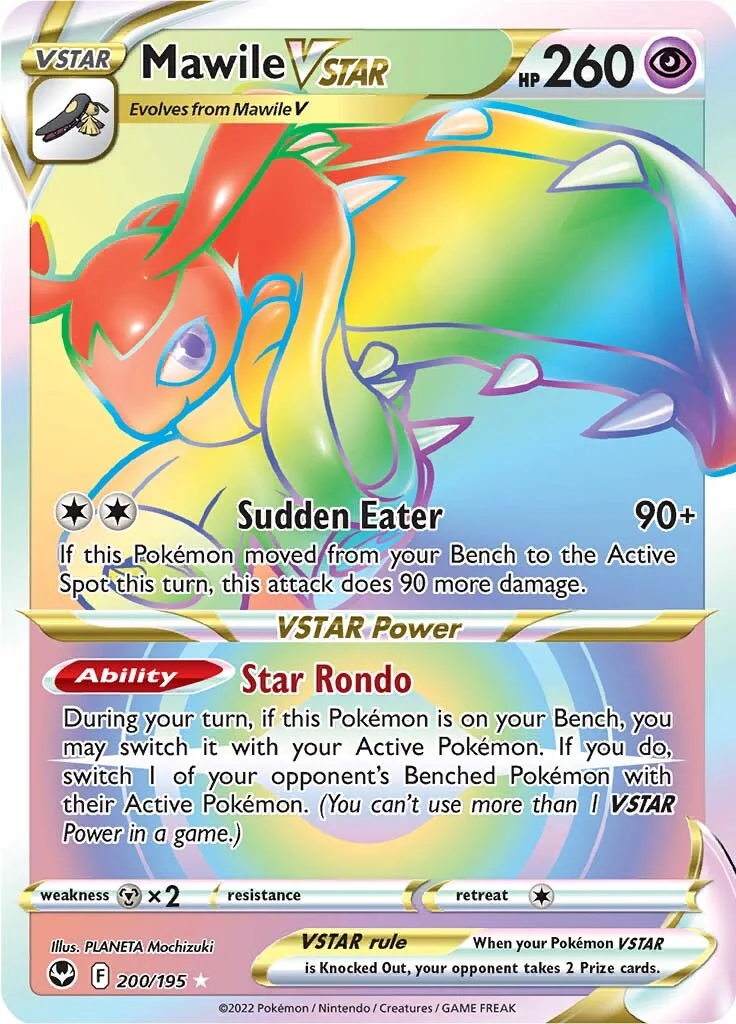 VSTAR
Mawile VSTAR
HP 260
Evolves from Mawile V
Sudden Eater 90+
If this Pokémon moved from your Bench to the Active
Spot this turn, this attack does 90 more damage.
VSTAR Power
Ability Star Rondo
During your turn, if this Pokémon is on your Bench, you
may switch it with your Active Pokémon. If you do,
switch 1 of your opponent's Benched Pokémon with
their Active Pokémon. (You can't use more than 1 VSTAR
Power in a game.)
weakness ×2 resistance retreat
Illus. PLANETA Mochizuki
VSTAR rule When your Pokémon VSTAR
is Knocked Out, your opponent takes 2 Prize cards.
F 200/195
©2022 Pokémon / Nintendo / Creatures / GAME FREAK